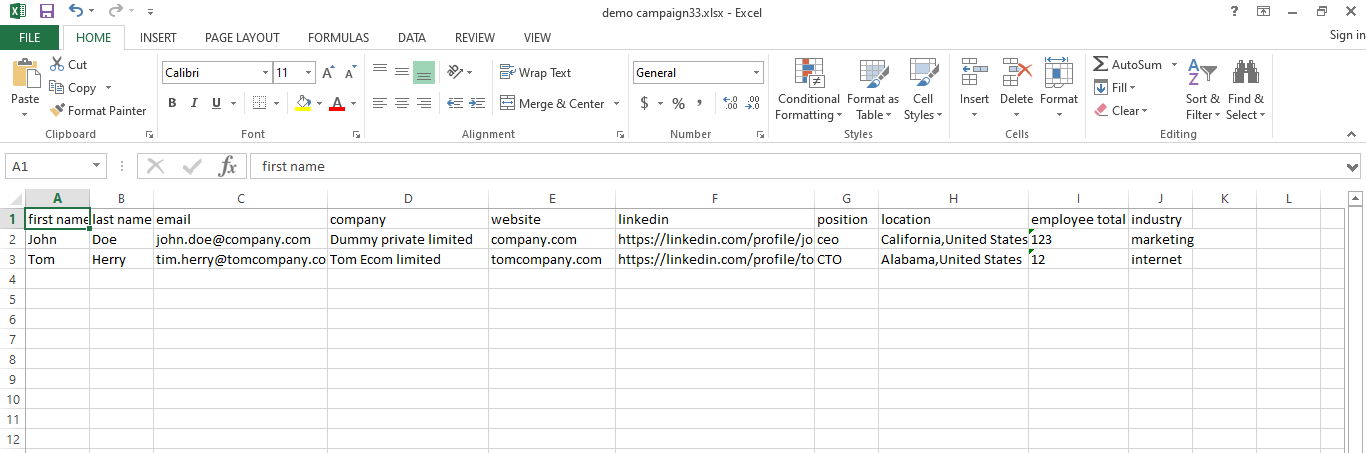 demo campaign33.xlsx - Excel
?
Sign in
FILE HOME INSERT PAGE LAYOUT FORMULAS DATA REVIEW VIEW
Paste
Cut
Copy
Format Painter
Clipboard
Calibri 11 A A
B I U A
Font
Wrap Text
Merge & Center
Alignment
General
$ % , .00 .0
Number
Conditional Formatting
Format as Table
Cell Styles
Styles
Insert Delete Format
Cells
AutoSum
Fill
Clear
Sort & Filter
Find & Select
Editing
A1 fx first name
A B C D E F G H I J K L
1 first name last name email company website linkedin position location employee total industry
2 John Doe john.doe@company.com Dummy private limited company.com https://linkedin.com/profile/jo ceo California,United States 123 marketing
3 Tom Herry tim.herry@tomcompany.co Tom Ecom limited tomcompany.com https://linkedin.com/profile/to CTO Alabama,United States 12 internet
4
5
6
7
8
9
10
11
12